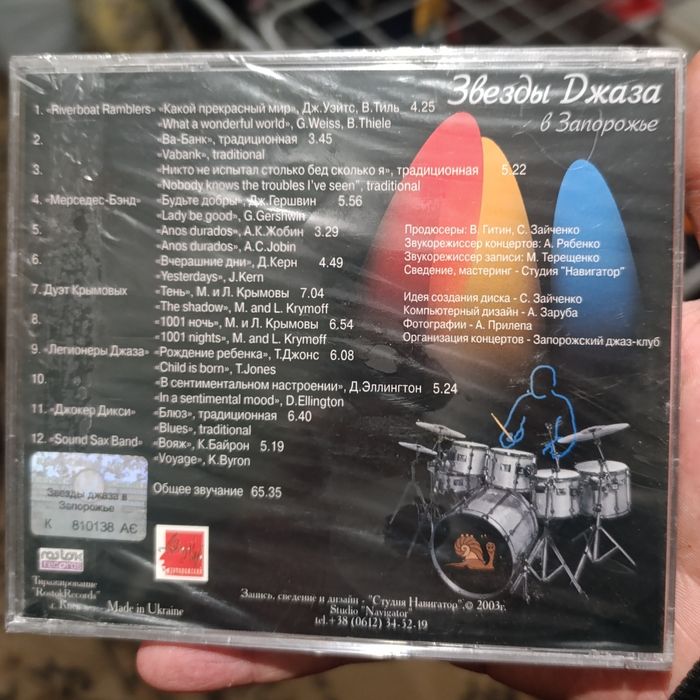 Звезды Джаза
в Запорожье
1. «Riverboat Ramblers» «Какой прекрасный мир», Дж.Уэйтс, В.Тиль 4.25
«What a wonderful world», G.Weiss, B.Thiele
2. «Ва-Банк», традиционная 3.45
«Vabank», traditional
3. «Никто не испытал столько бед сколько я», традиционная 5.22
«Nobody knows the troubles I've seen", traditional
4. «Мерседес-Бэнд» «Будьте добры», Дж.Гершвин 5.56
«Lady be good», G.Gershwin
5. «Anos durados», А.К.Жобин 3.29
«Anos durados», A.C.Jobin
6. «Вчерашние дни», Д.Керн 4.49
«Yesterdays», J.Kern
7. Дуэт Крымовых «Тень», М. и Л. Крымовы 7.04
«The shadow», M. and L. Krymoff
8. «1001 ночь», М. и Л. Крымовы 6.54
«1001 nights», M. and L. Krymoff
9. «Легионеры Джаза» «Рождение ребенка», Т.Джонс 6.08
«Child is born», T.Jones
10. «В сентиментальном настроении», Д.Эллингтон 5.24
«In a sentimental mood», D.Ellington
11. «Джокер Дикси» «Блюз», традиционная 6.40
«Blues», traditional
12. «Sound Sax Band» «Вояж», К.Байрон 5.19
«Voyage», K.Byron
Общее звучание 65.35
Продюсеры: В. Гитин, С. Зайченко
Звукорежиссер концертов: А. Рябенко
Звукорежиссер записи: М. Терещенко
Сведение, мастеринг - Студия "Навигатор"
Идея создания диска - С. Зайченко
Компьютерный дизайн - А. Заруба
Фотографии - А. Прилепа
Организация концертов - Запорожский джаз-клуб
Звезды джаза в
Запорожье
К 810138 АЄ
rostok
records
Тиражирование
"RostokRecords"
Made in Ukraine
Запись, сведение и дизайн - "Студия Навигатор".© 2003г.
Studio "Navigator"
tel.+38 (0612) 34-52-19